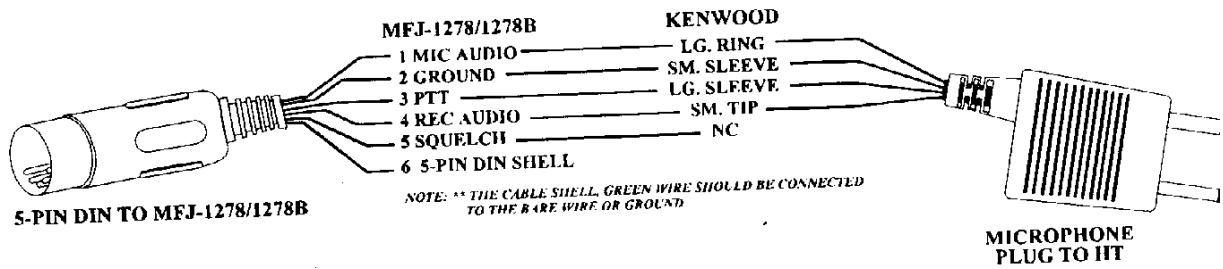 MFJ-1278/1278B
KENWOOD
1 MIC AUDIO LG. RING
2 GROUND SM. SLEEVE
3 PTT LG. SLEEVE
4 REC AUDIO SM. TIP
5 SQUELCH NC
6 5-PIN DIN SHELL
NOTE: ** THE CABLE SHELL, GREEN WIRE SHOULD BE CONNECTED
TO THE BARE WIRE OR GROUND
5-PIN DIN TO MFJ-1278/1278B
MICROPHONE
PLUG TO HT